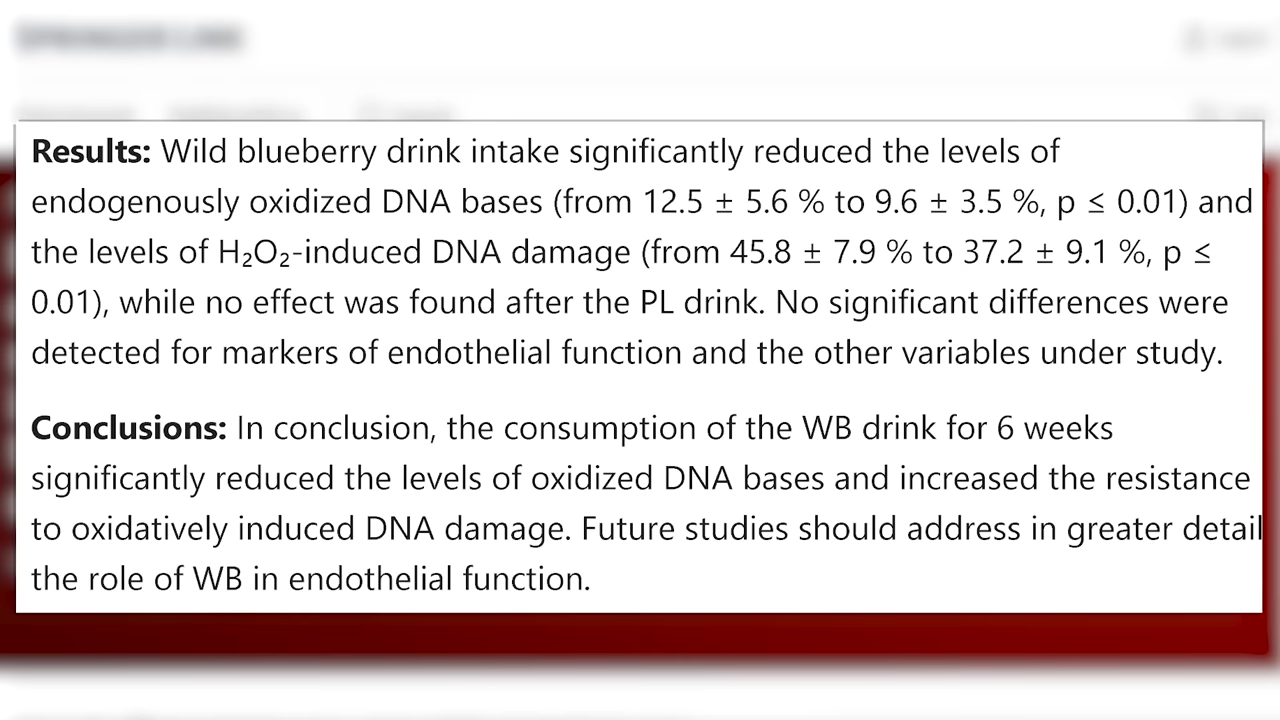 Results: Wild blueberry drink intake significantly reduced the levels of
endogenously oxidized DNA bases (from 12.5 ± 5.6 % to 9.6 ± 3.5 %, p ≤ 0.01) and
the levels of H₂O₂-induced DNA damage (from 45.8 ± 7.9 % to 37.2 ± 9.1 %, p ≤
0.01), while no effect was found after the PL drink. No significant differences were
detected for markers of endothelial function and the other variables under study.
Conclusions: In conclusion, the consumption of the WB drink for 6 weeks
significantly reduced the levels of oxidized DNA bases and increased the resistance
to oxidatively induced DNA damage. Future studies should address in greater detail
the role of WB in endothelial function.